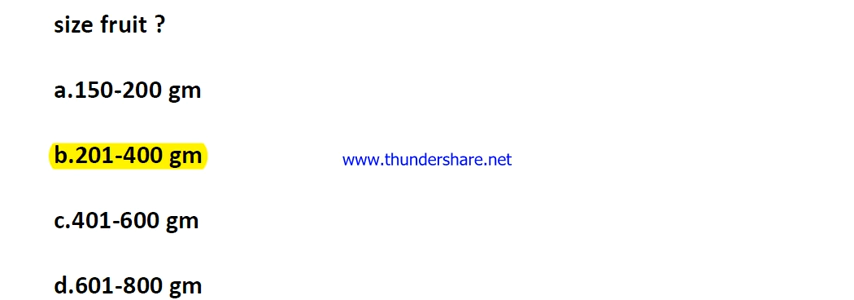 size fruit ?
a.150-200 gm
b.201-400 gm
www.thundershare.net
c.401-600 gm
d.601-800 gm